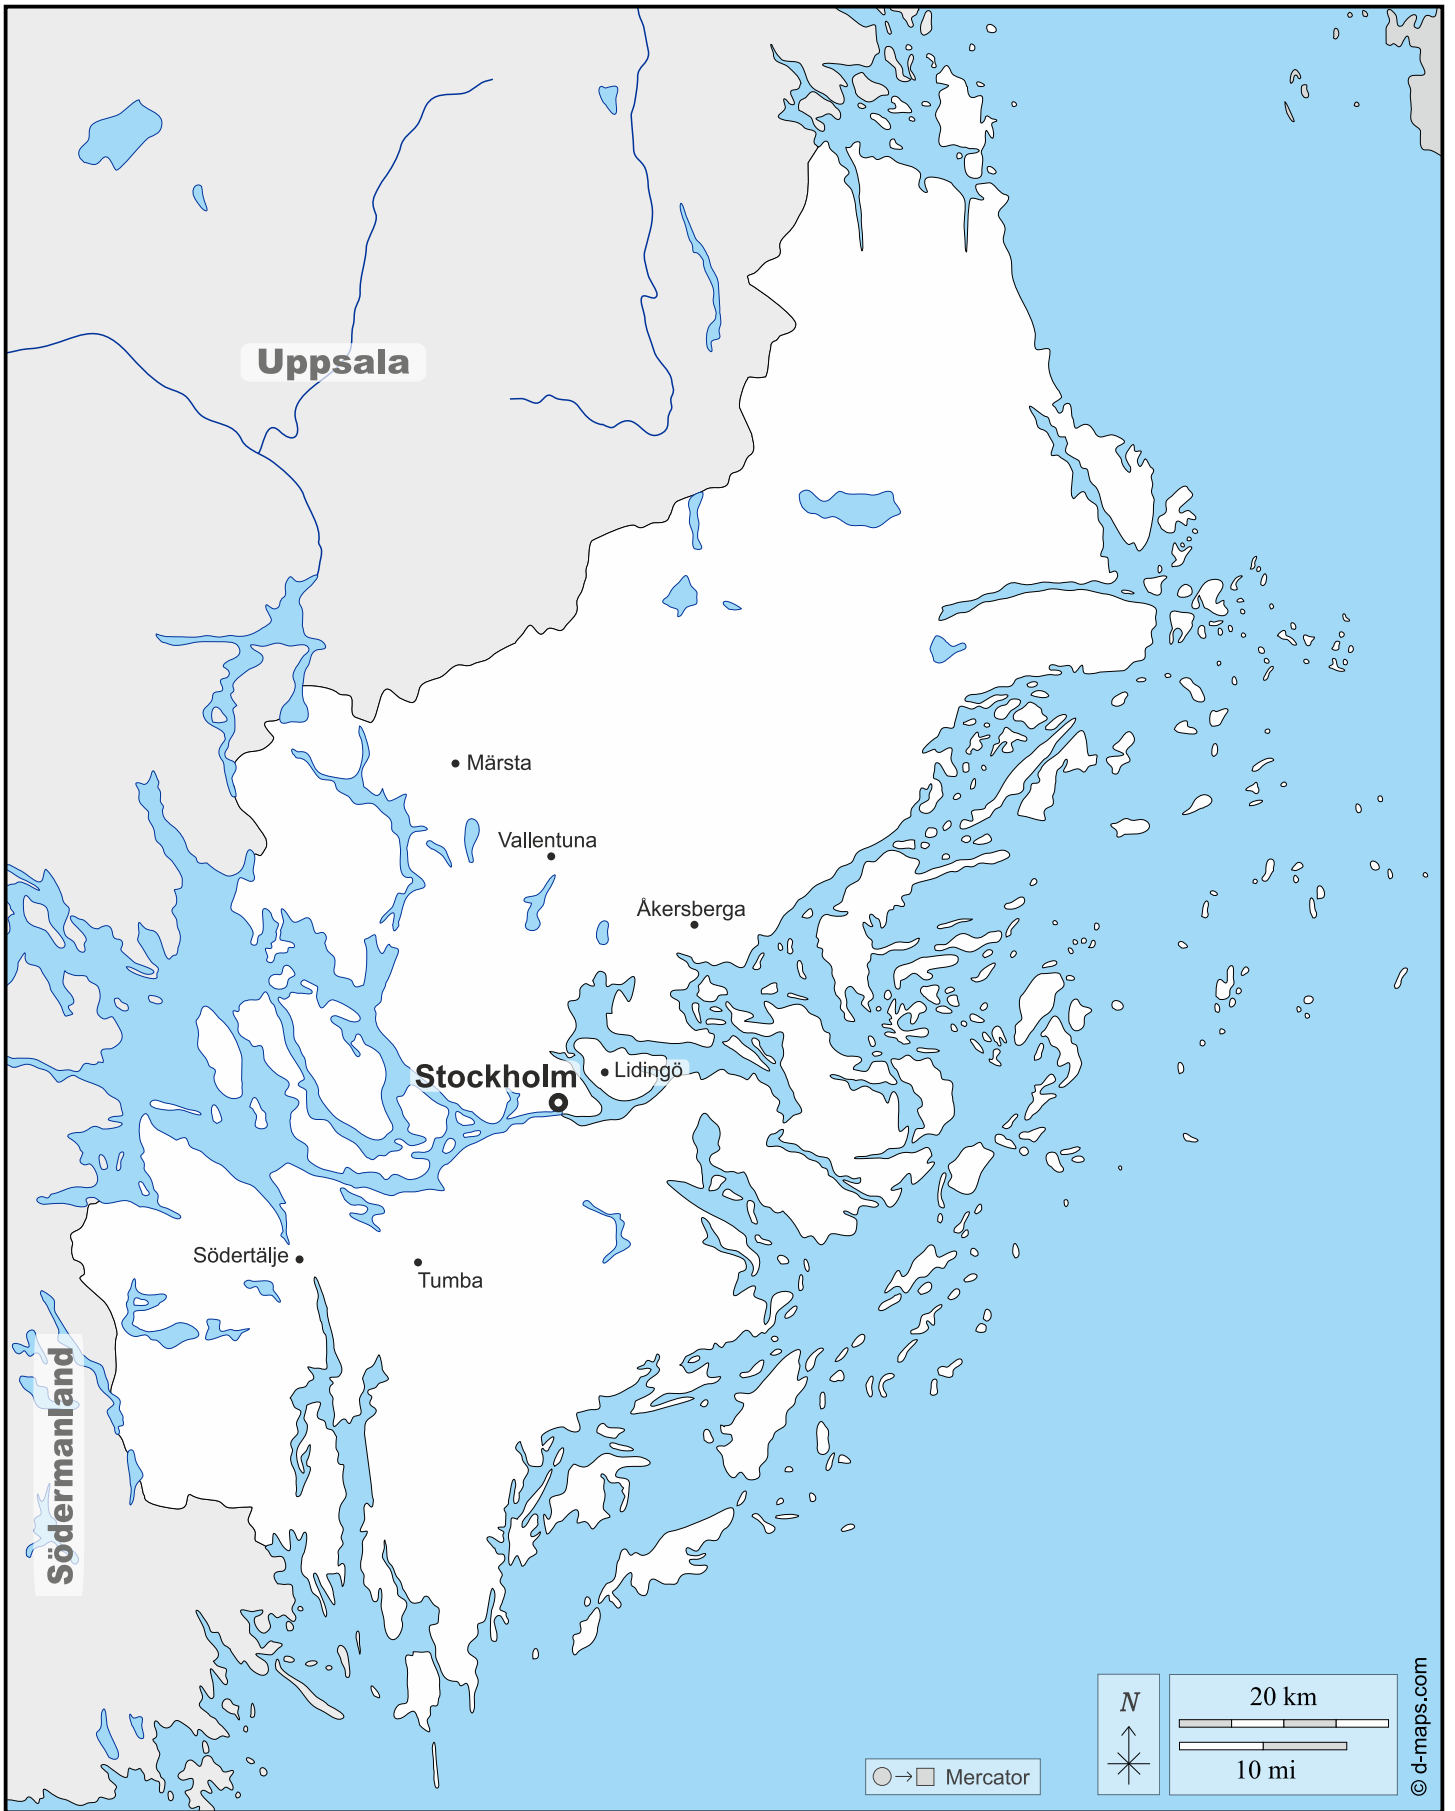 Uppsala
Märsta
Vallentuna
Åkersberga
Stockholm
Lidingö
Södertälje
Tumba
Södermanland
N
20 km
10 mi
Mercator
© d-maps.com